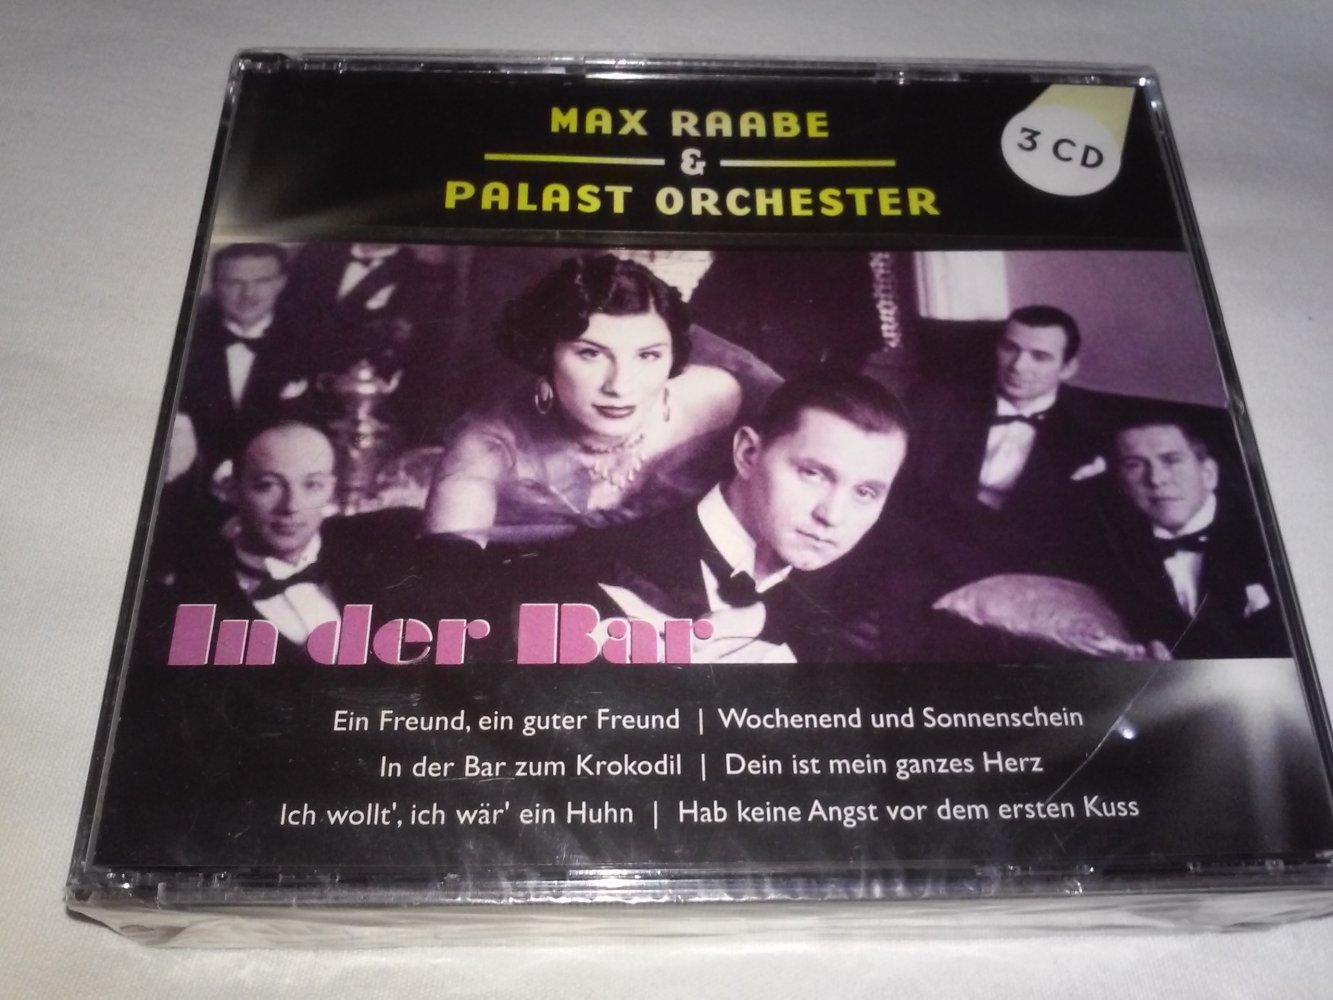 MAX RAABE
&
PALAST ORCHESTER
3 CD
In der Bar
Ein Freund, ein guter Freund | Wochenend und Sonnenschein
In der Bar zum Krokodil | Dein ist mein ganzes Herz
Ich wollt', ich wär' ein Huhn | Hab keine Angst vor dem ersten Kuss